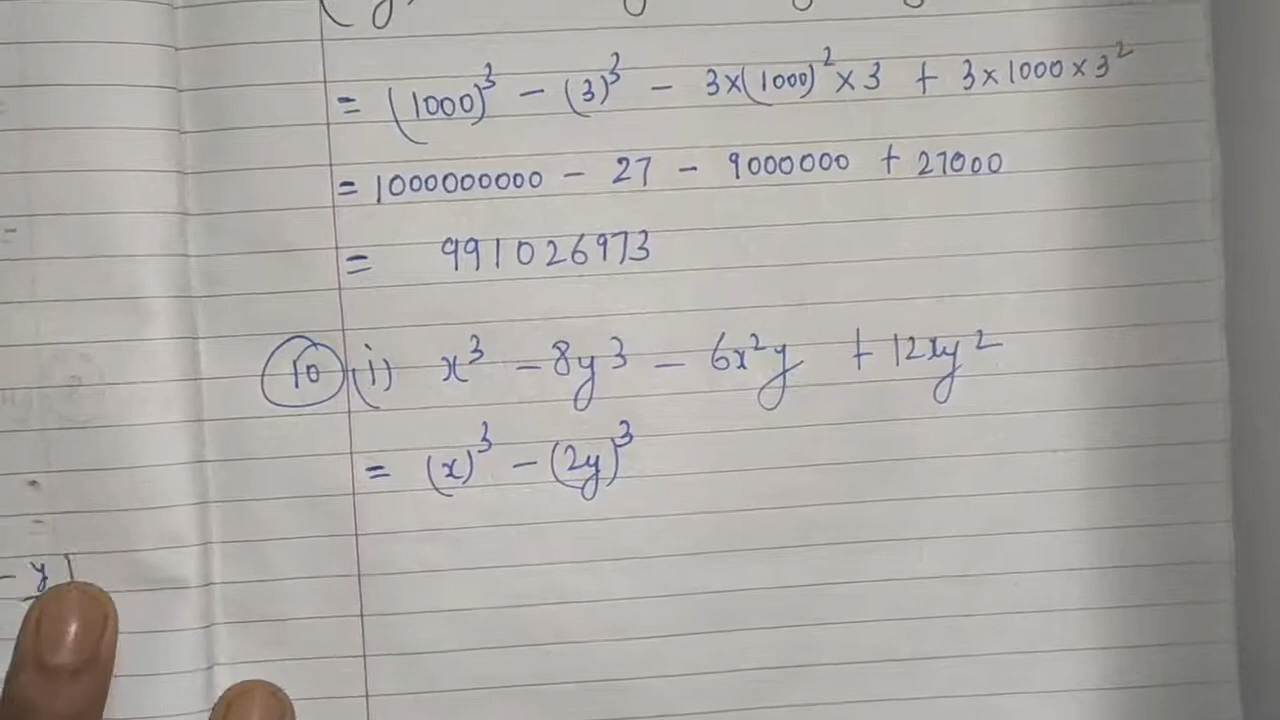 = (1000)³ - (3)³ - 3×(1000)² × 3 + 3×1000×3²
= 1000000000 - 27 - 9000000 + 27000
= 991026973
10 (i) x³ - 8y³ - 6x²y + 12xy²
= (x)³ - (2y)³
- y